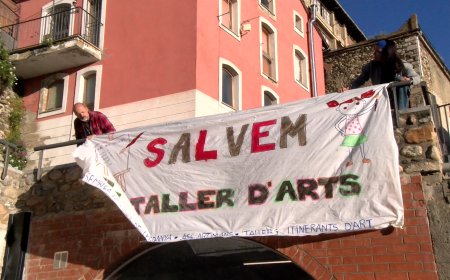 SALVEM
TALLER D'ARTS
TALLERS ITINERANTS D'ART